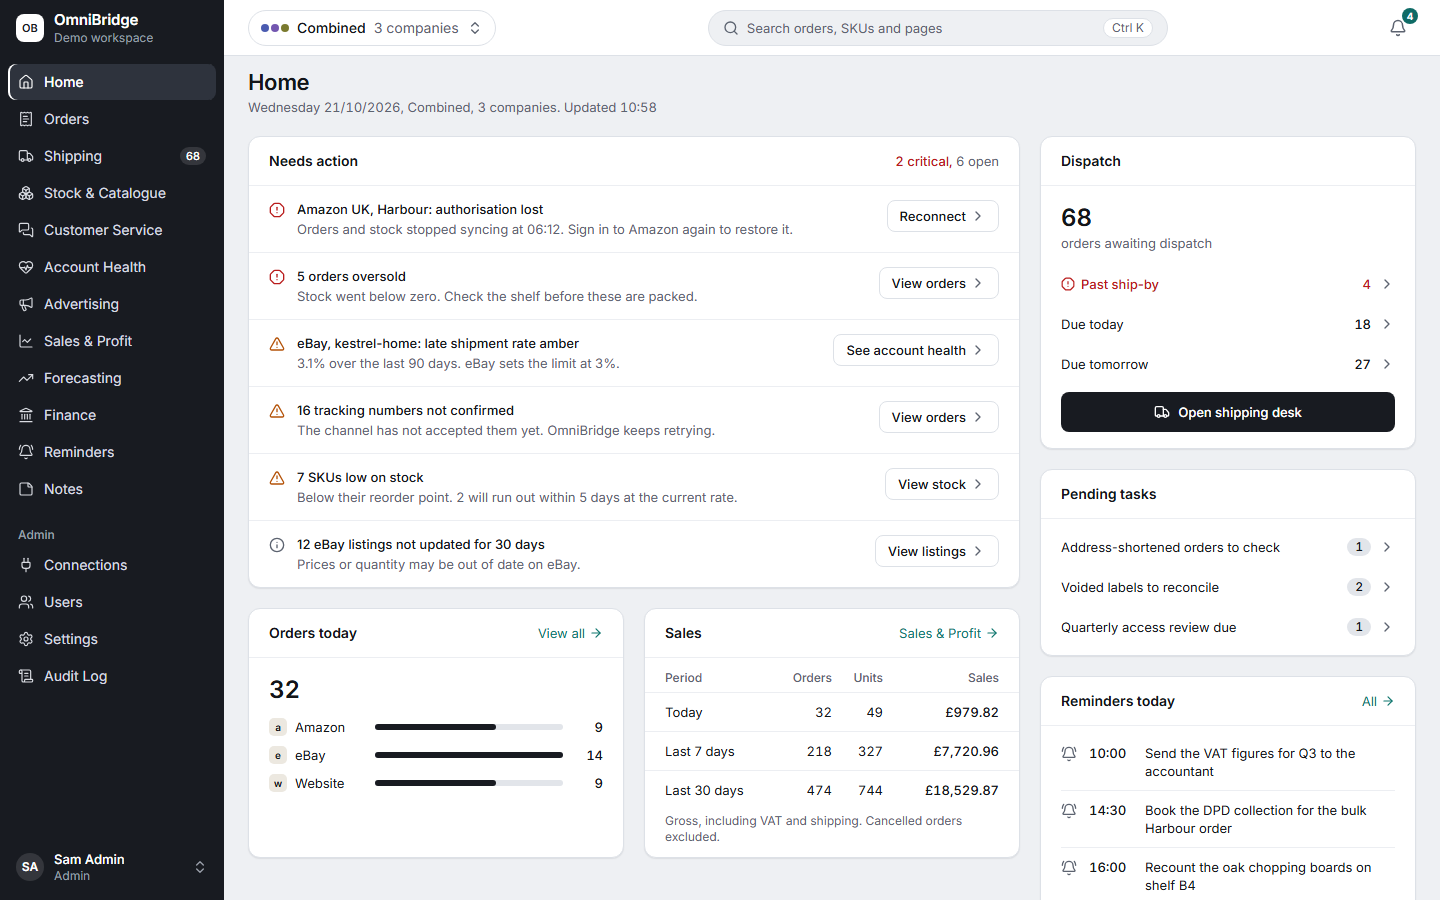 OB
OmniBridge
Demo workspace
Home
Orders
Shipping 68
Stock & Catalogue
Customer Service
Account Health
Advertising
Sales & Profit
Forecasting
Finance
Reminders
Notes
Admin
Connections
Users
Settings
Audit Log
SA
Sam Admin
Admin
Combined 3 companies
Search orders, SKUs and pages
Ctrl K
4
Home
Wednesday 21/10/2026, Combined, 3 companies. Updated 10:58
Needs action
2 critical, 6 open
Amazon UK, Harbour: authorisation lost
Orders and stock stopped syncing at 06:12. Sign in to Amazon again to restore it.
Reconnect
5 orders oversold
Stock went below zero. Check the shelf before these are packed.
View orders
eBay, kestrel-home: late shipment rate amber
3.1% over the last 90 days. eBay sets the limit at 3%.
See account health
16 tracking numbers not confirmed
The channel has not accepted them yet. OmniBridge keeps retrying.
View orders
7 SKUs low on stock
Below their reorder point. 2 will run out within 5 days at the current rate.
View stock
12 eBay listings not updated for 30 days
Prices or quantity may be out of date on eBay.
View listings
Orders today
View all
32
a Amazon 9
e eBay 14
w Website 9
Sales
Sales & Profit
Period Orders Units Sales
Today 32 49 £979.82
Last 7 days 218 327 £7,720.96
Last 30 days 474 744 £18,529.87
Gross, including VAT and shipping. Cancelled orders
excluded.
Dispatch
68
orders awaiting dispatch
Past ship-by 4
Due today 18
Due tomorrow 27
Open shipping desk
Pending tasks
Address-shortened orders to check 1
Voided labels to reconcile 2
Quarterly access review due 1
Reminders today
All
10:00 Send the VAT figures for Q3 to the
accountant
14:30 Book the DPD collection for the bulk
Harbour order
16:00 Recount the oak chopping boards on
shelf B4